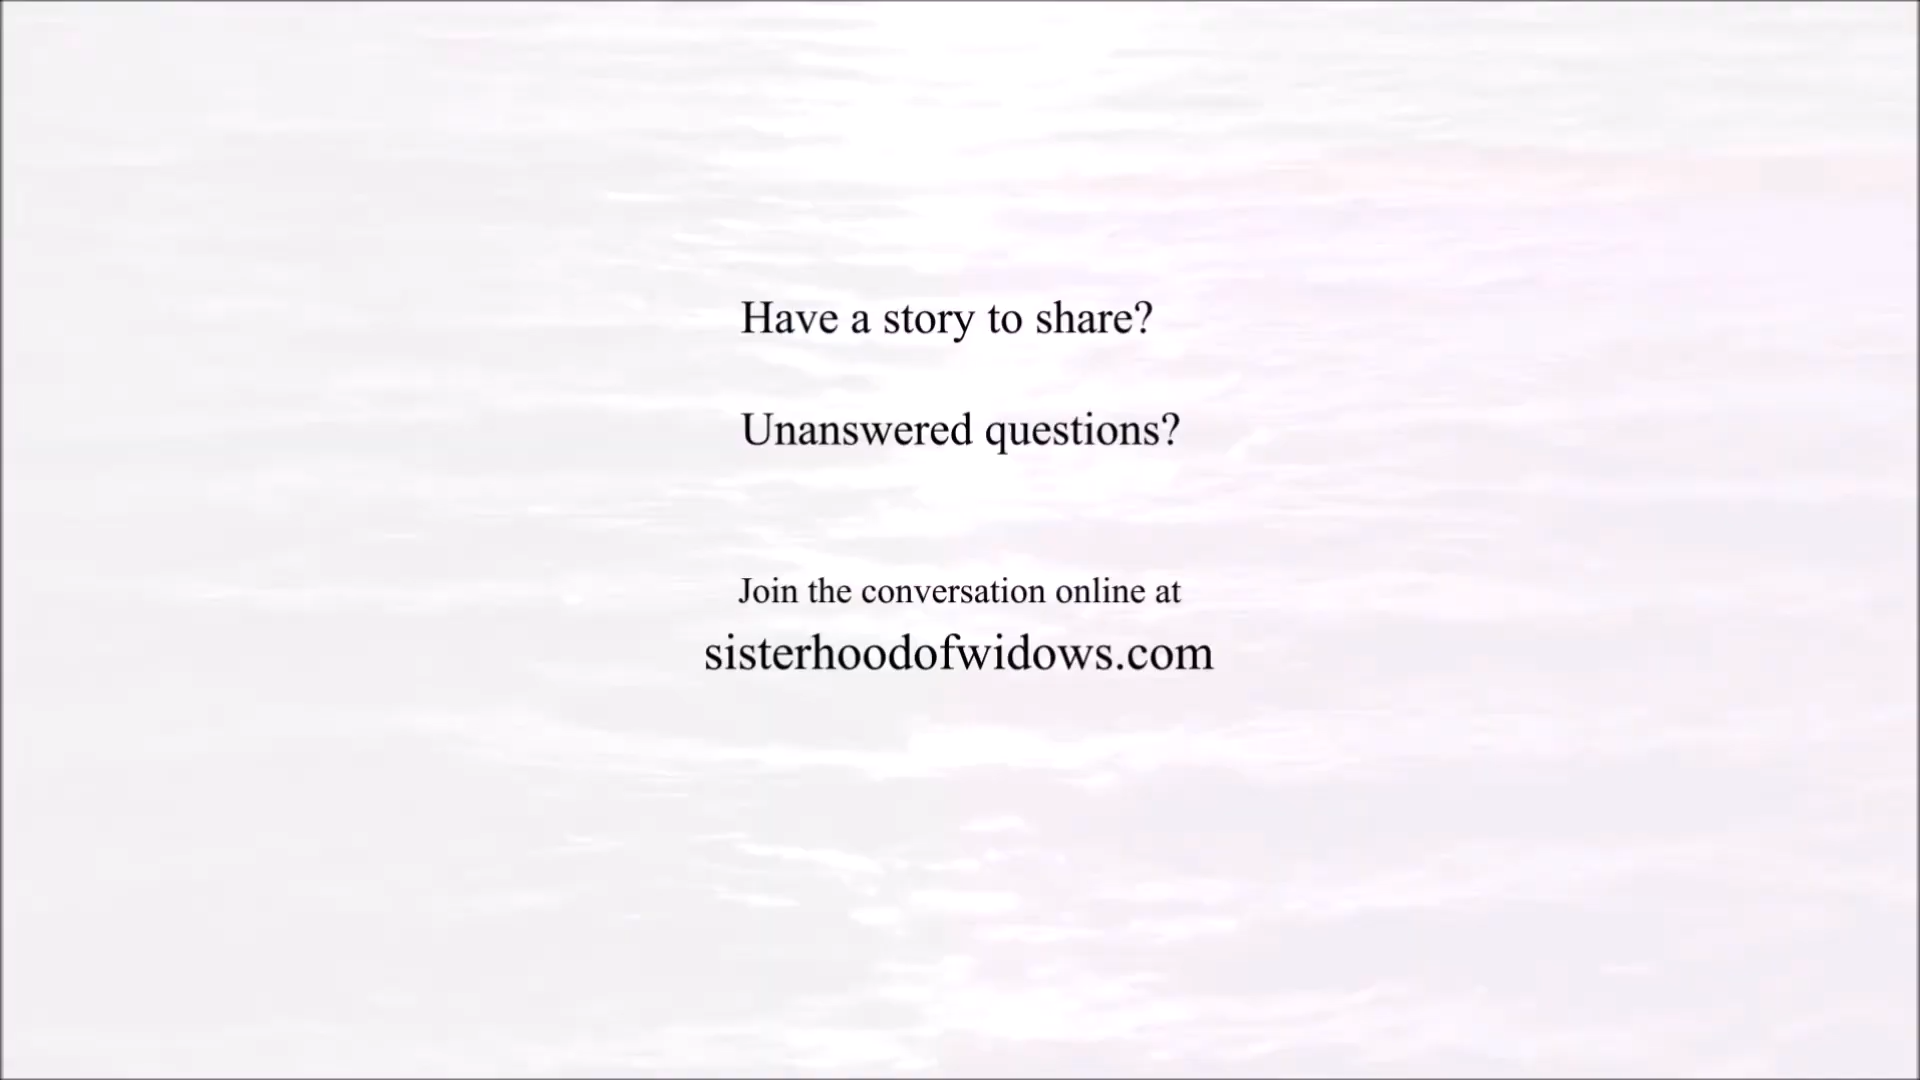 Have a story to share?
Unanswered questions?
Join the conversation online at
sisterhoodofwidows.com